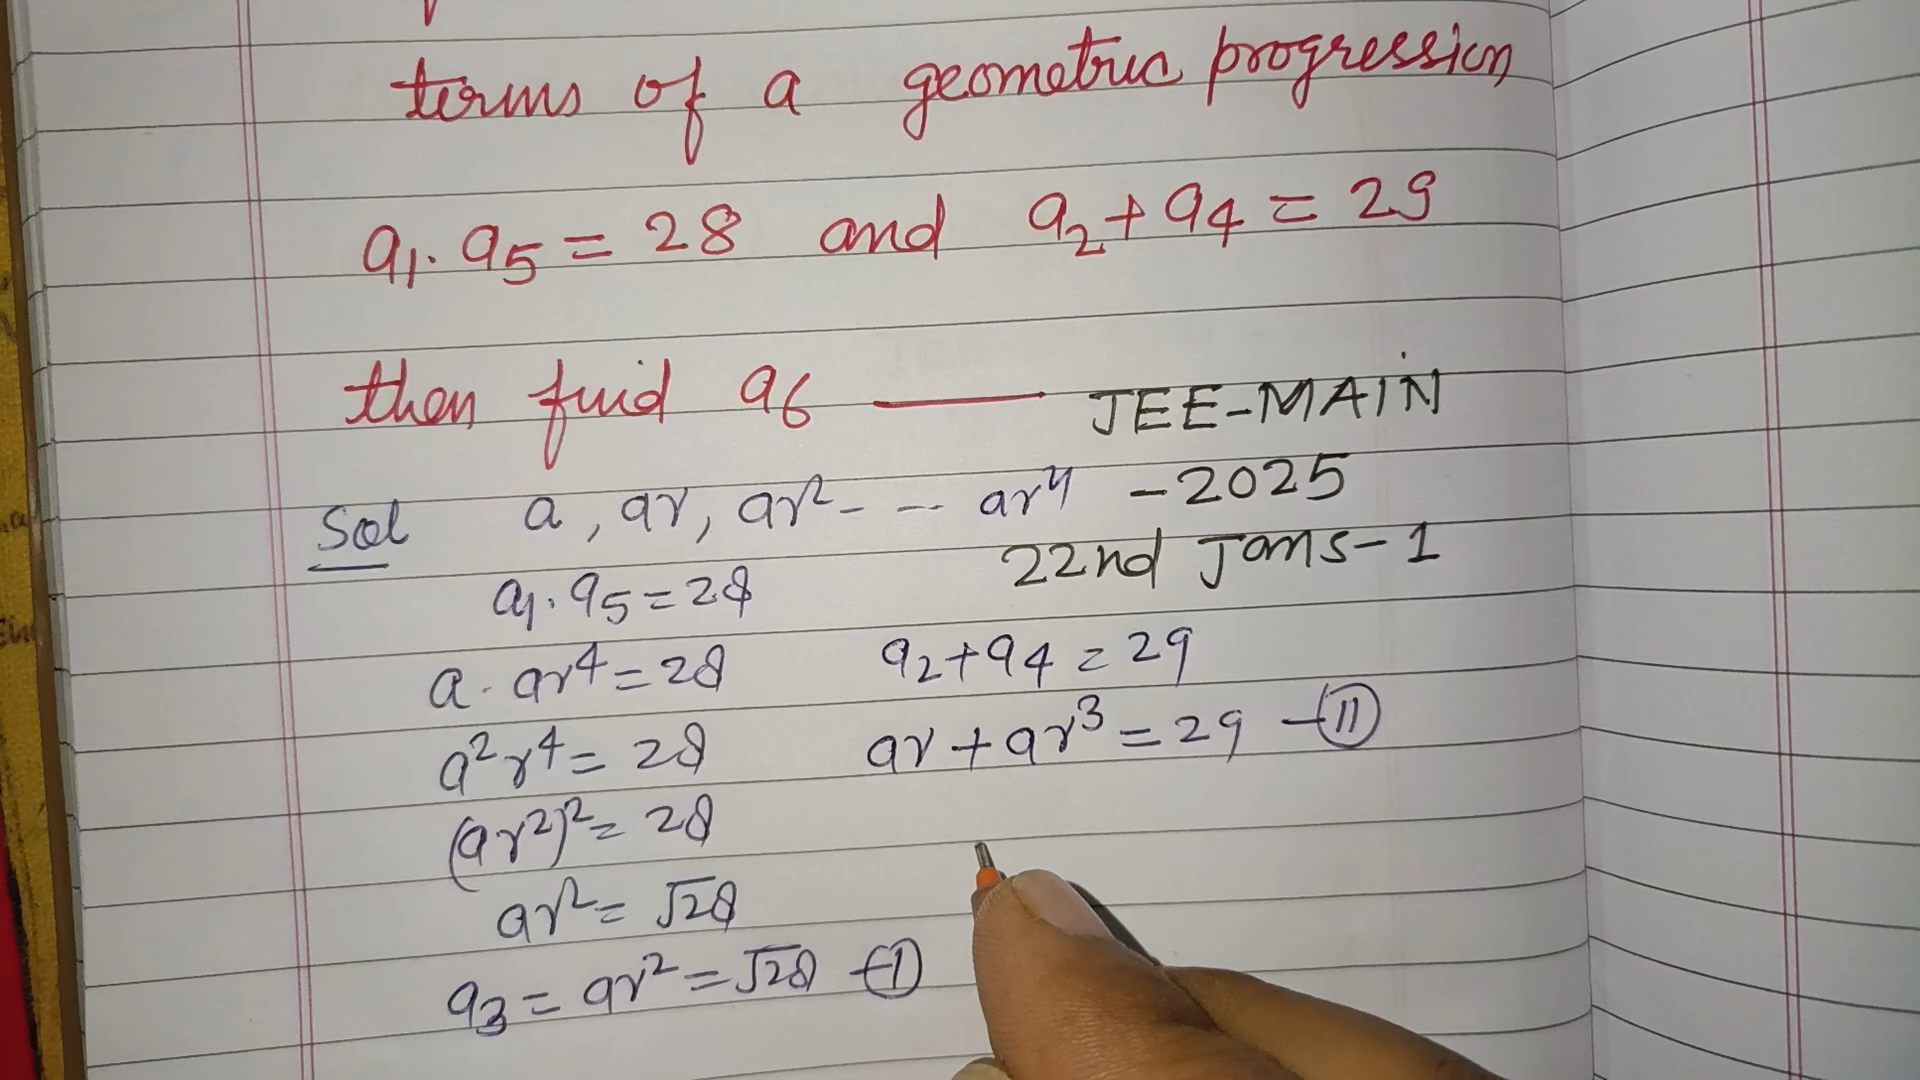 terms of a geometric progression
a₁. a₅ = 28 and a₂ + a₄ = 29
then find a₆ — JEE-MAIN
Sol a , ar, ar² - -- ar⁴ - 2025
22nd Jan S-1
a₁. a₅ = 28
a . ar⁴ = 28 a₂ + a₄ = 29
a²r⁴ = 28 ar + ar³ = 29 - (II)
(ar²)² = 28
ar² = √28
a₃ = ar² = √28 - (I)